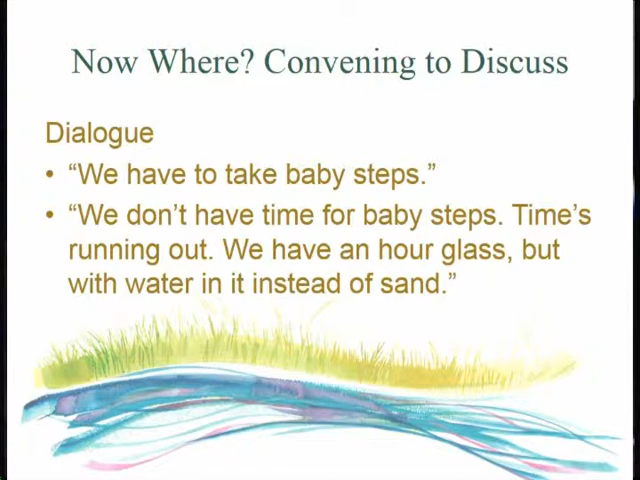 Now Where? Convening to Discuss
Dialogue
• “We have to take baby steps.”
• “We don’t have time for baby steps. Time’s
running out. We have an hour glass, but
with water in it instead of sand.”